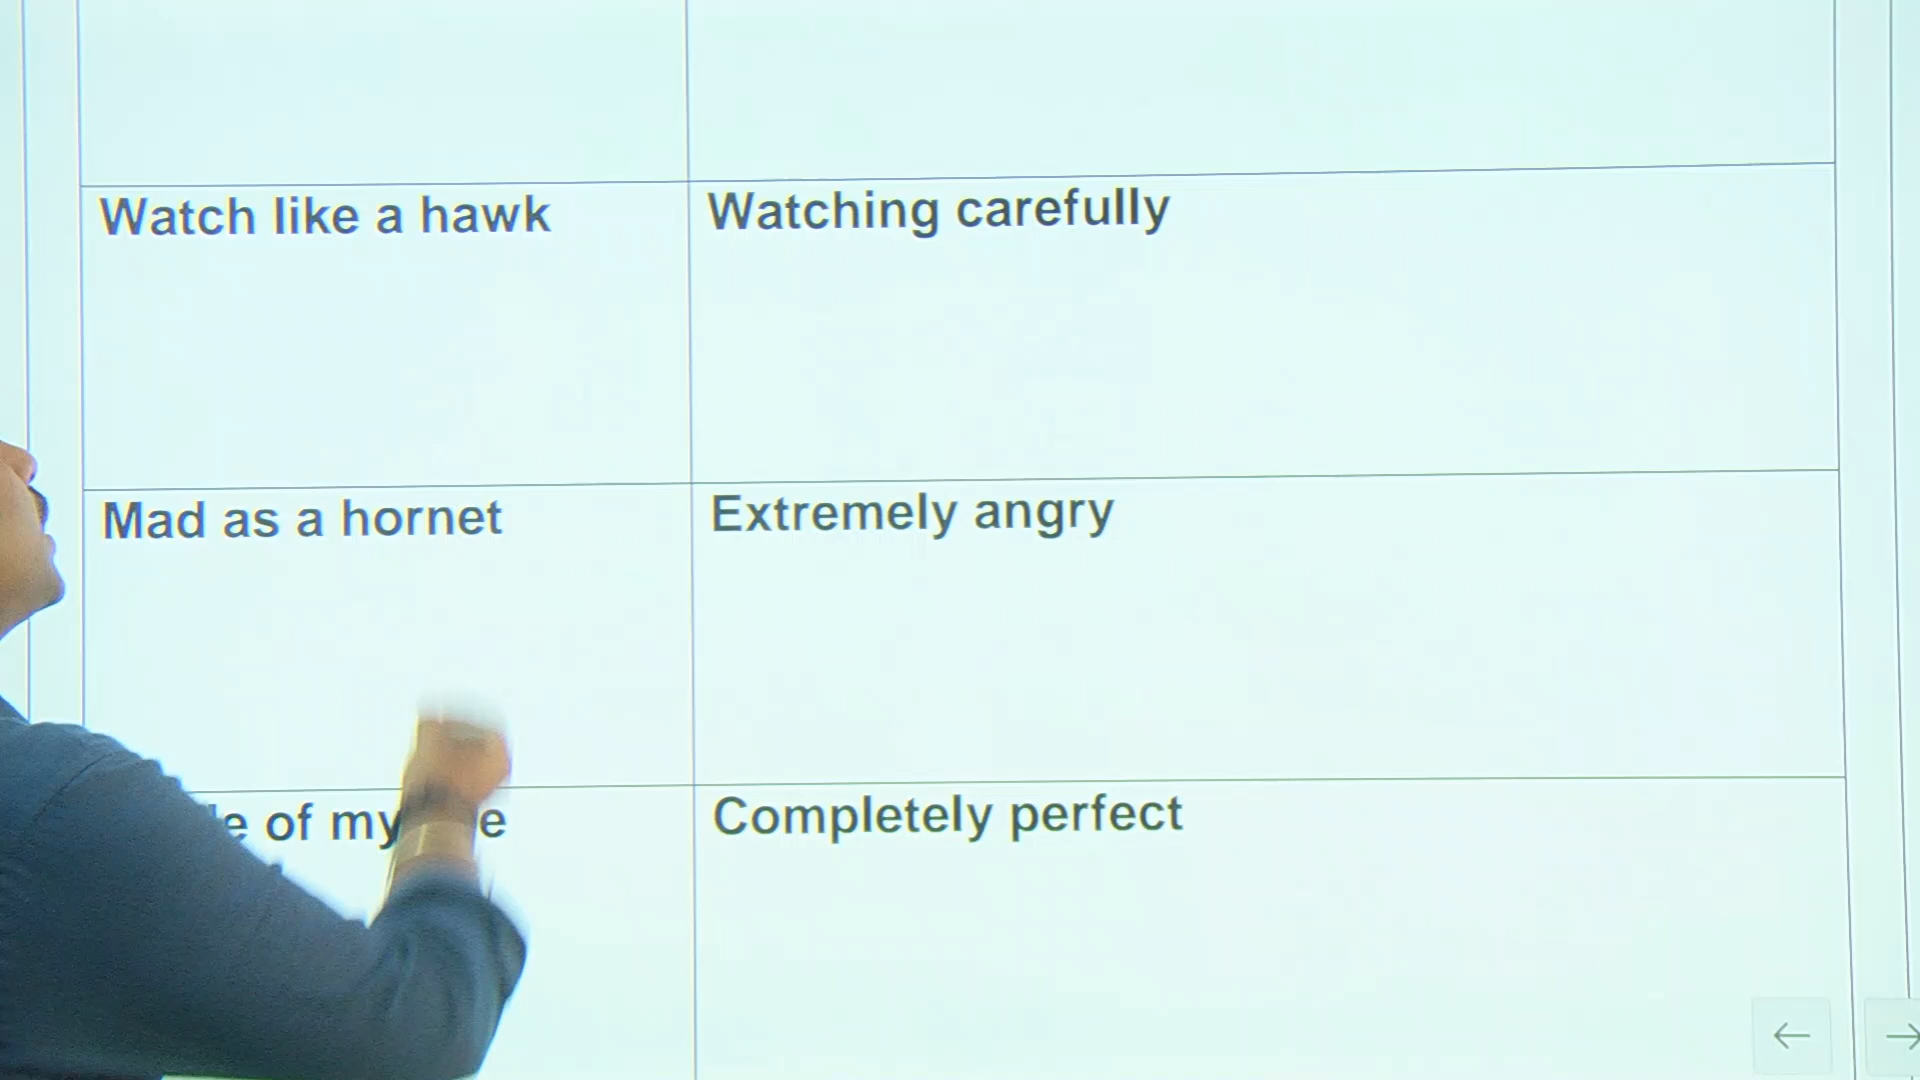 Watch like a hawk
Watching carefully
Mad as a hornet
Extremely angry
of my
Completely perfect